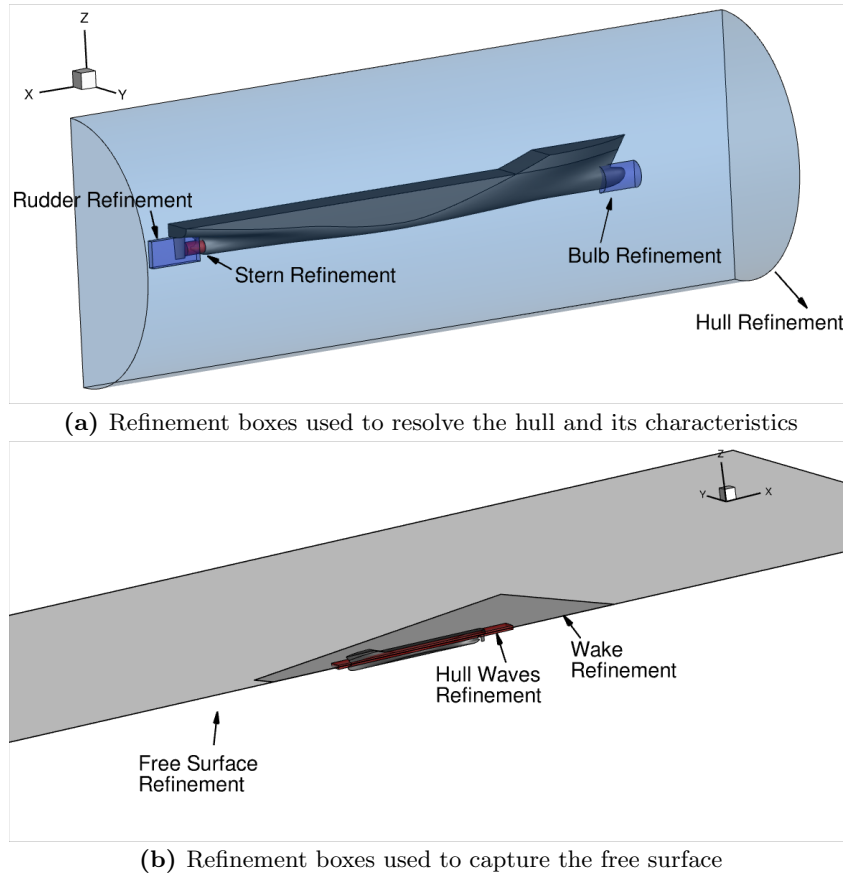 Z
X
Y
Rudder Refinement
Stern Refinement
Bulb Refinement
Hull Refinement
(a) Refinement boxes used to resolve the hull and its characteristics
Z
Y
X
Wake
Refinement
Hull Waves
Refinement
Free Surface
Refinement
(b) Refinement boxes used to capture the free surface